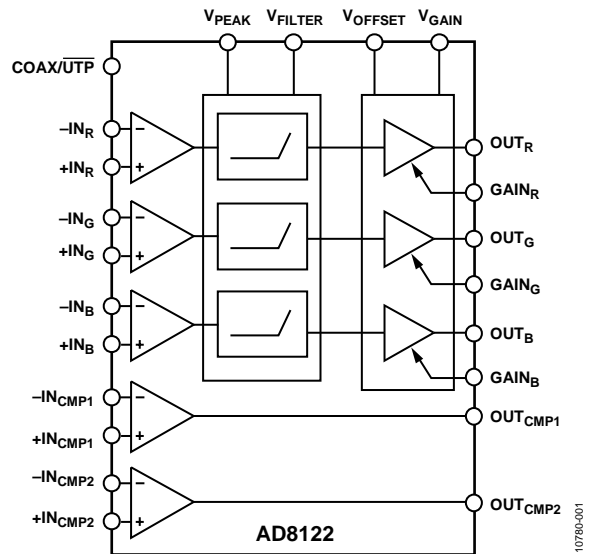 VPEAK VFILTER VOFFSET VGAIN
COAX/UTP
–INR
+INR
–ING
+ING
–INB
+INB
–INCMP1
+INCMP1
–INCMP2
+INCMP2
– + – + – + – + – +
OUTR
GAINR
OUTG
GAING
OUTB
GAINB
OUTCMP1
OUTCMP2
AD8122
10780-001